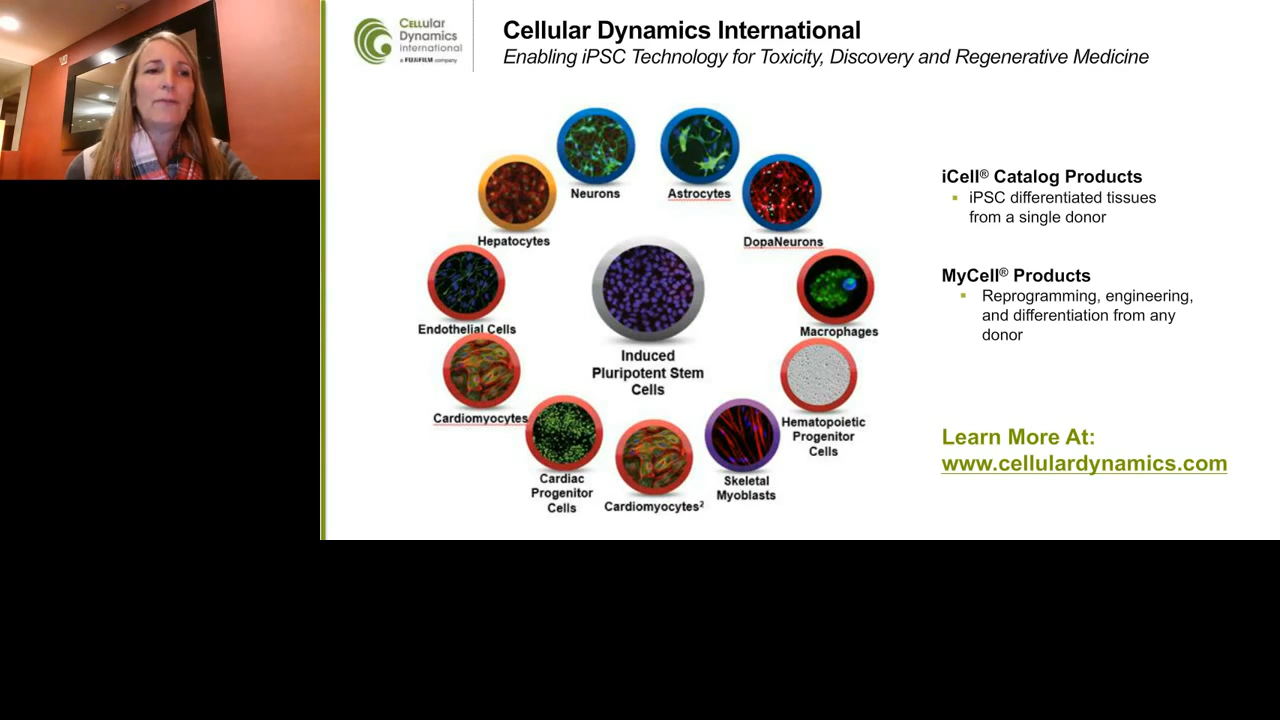 Cellular
Dynamics
international
a FUJIFILM company
Cellular Dynamics International
Enabling iPSC Technology for Toxicity, Discovery and Regenerative Medicine
Neurons
Astrocytes
Hepatocytes
DopaNeurons
Endothelial Cells
Macrophages
Induced
Pluripotent Stem
Cells
Cardiomyocytes
Hematopoietic
Progenitor
Cells
Cardiac
Progenitor
Cells
Cardiomyocytes²
Skeletal
Myoblasts
iCell® Catalog Products
▪ iPSC differentiated tissues
from a single donor
MyCell® Products
▪ Reprogramming, engineering,
and differentiation from any
donor
Learn More At:
www.cellulardynamics.com